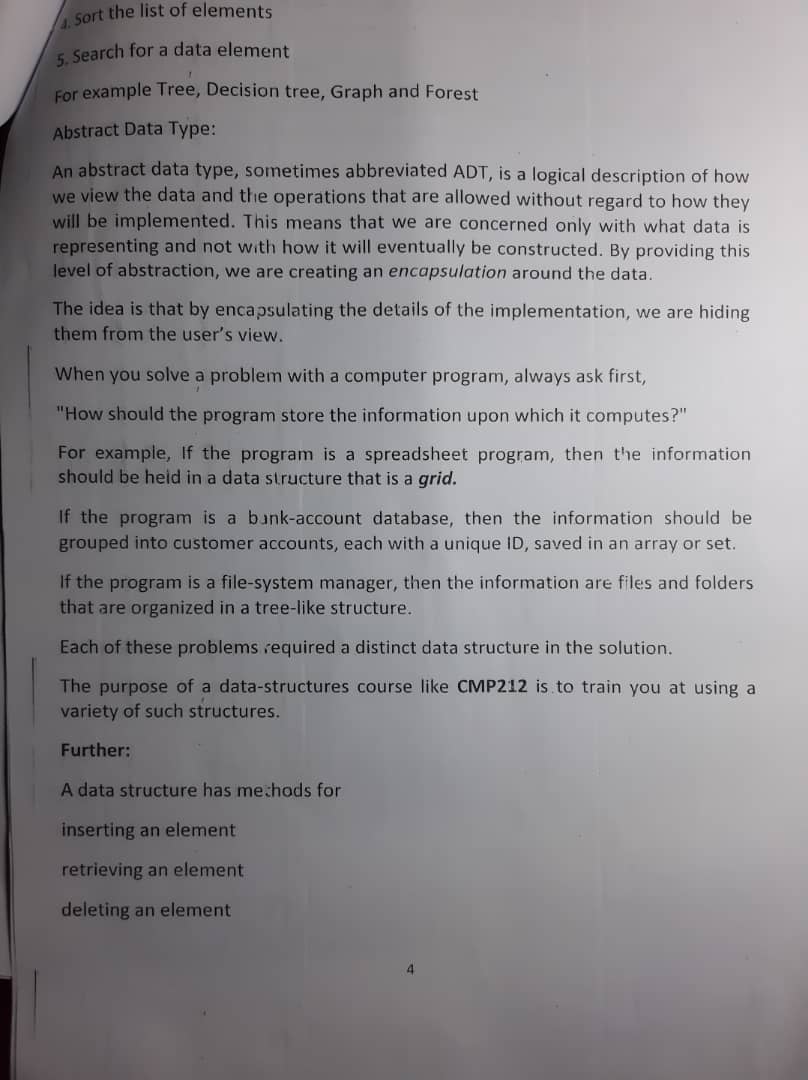 4. Sort the list of elements
5. Search for a data element
For example Tree, Decision tree, Graph and Forest
Abstract Data Type:
An abstract data type, sometimes abbreviated ADT, is a logical description of how
we view the data and the operations that are allowed without regard to how they
will be implemented. This means that we are concerned only with what data is
representing and not with how it will eventually be constructed. By providing this
level of abstraction, we are creating an encapsulation around the data.
The idea is that by encapsulating the details of the implementation, we are hiding
them from the user's view.
When you solve a problem with a computer program, always ask first,
"How should the program store the information upon which it computes?"
For example, If the program is a spreadsheet program, then the information
should be held in a data structure that is a grid.
If the program is a bank-account database, then the information should be
grouped into customer accounts, each with a unique ID, saved in an array or set.
If the program is a file-system manager, then the information are files and folders
that are organized in a tree-like structure.
Each of these problems required a distinct data structure in the solution.
The purpose of a data-structures course like CMP212 is to train you at using a
variety of such structures.
Further:
A data structure has methods for
inserting an element
retrieving an element
deleting an element
4